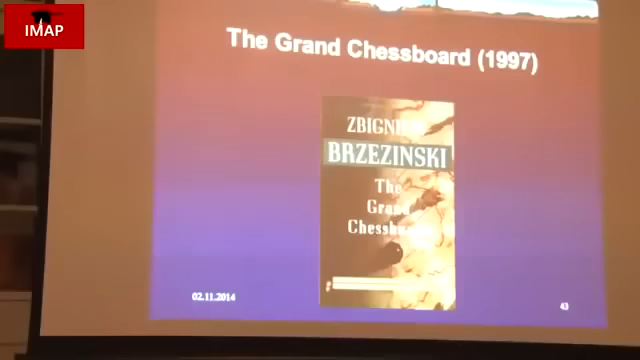 IMAP
The Grand Chessboard (1997)
BRZEZINSKI
The
Grand
02.11.2014
43